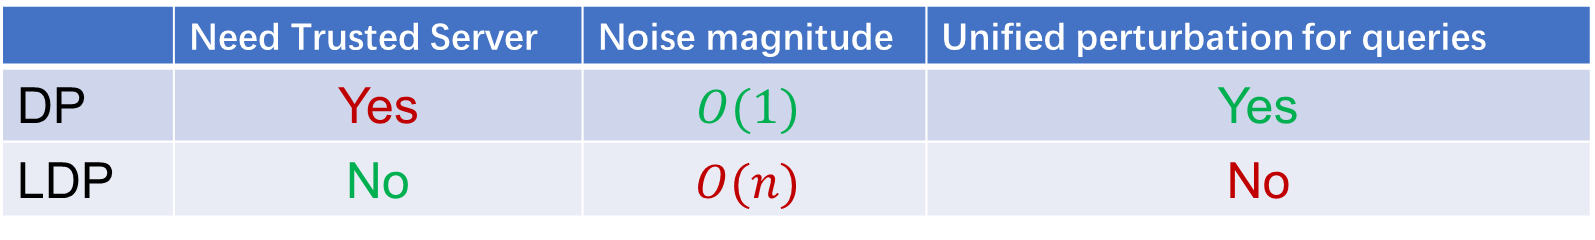 Need Trusted Server Noise magnitude Unified perturbation for queries
DP Yes O(1) Yes
LDP No O(n) No